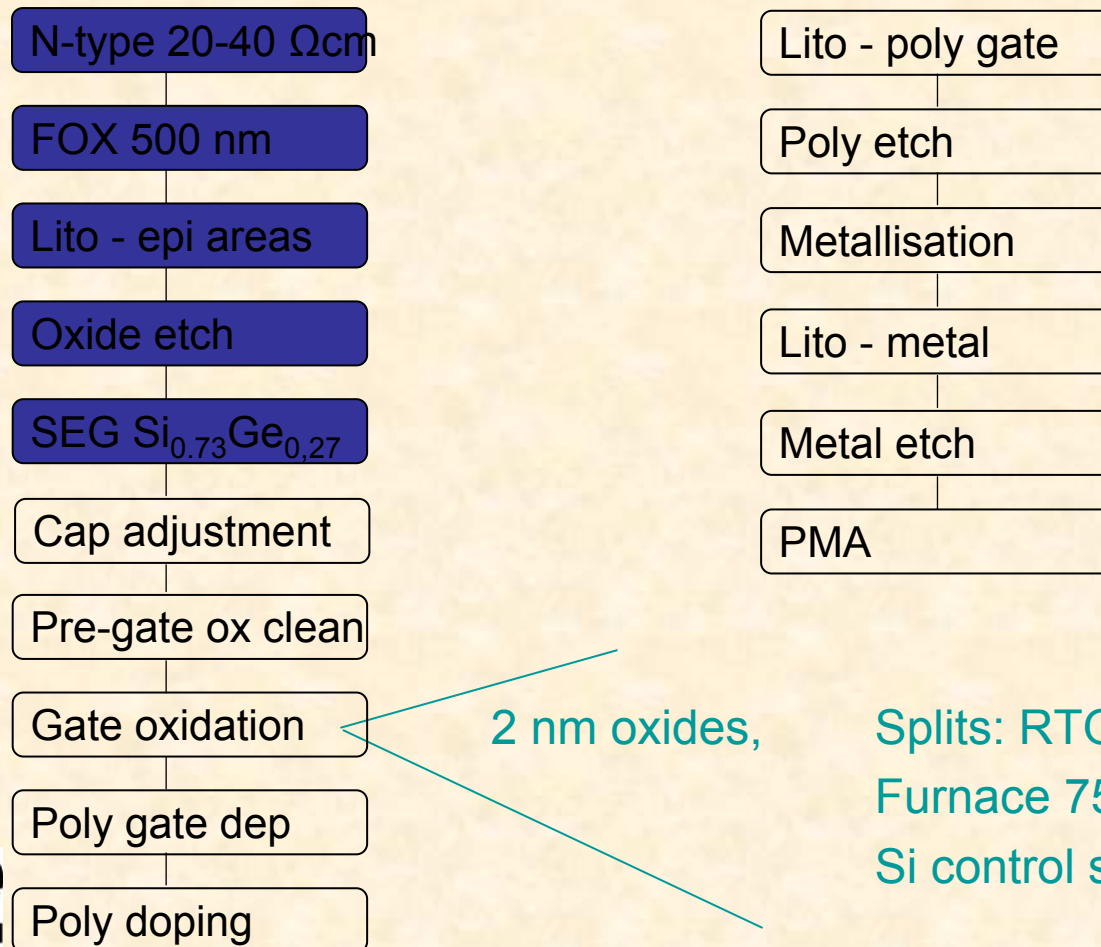 N-type 20-40 Ωcm
FOX 500 nm
Lito - epi areas
Oxide etch
SEG Si0.73Ge0,27
Cap adjustment
Pre-gate ox clean
Gate oxidation
Poly gate dep
Poly doping
Lito - poly gate
Poly etch
Metallisation
Lito - metal
Metal etch
PMA
2 nm oxides,
Splits:
Furnace
Si control